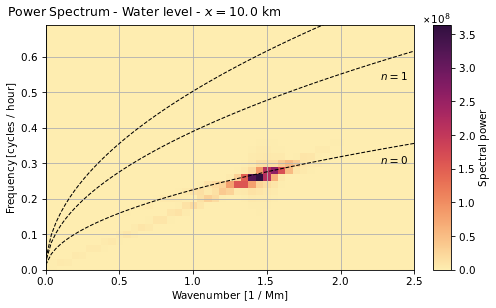 Power Spectrum - Water level - x = 10.0 km
×10⁸
Frequency [cycles / hour]
0.6
0.5
0.4
0.3
0.2
0.1
0.0
n = 1
n = 0
0.0 0.5 1.0 1.5 2.0 2.5
Wavenumber [1 / Mm]
3.5
3.0
2.5
2.0
1.5
1.0
0.5
0.0
Spectral power